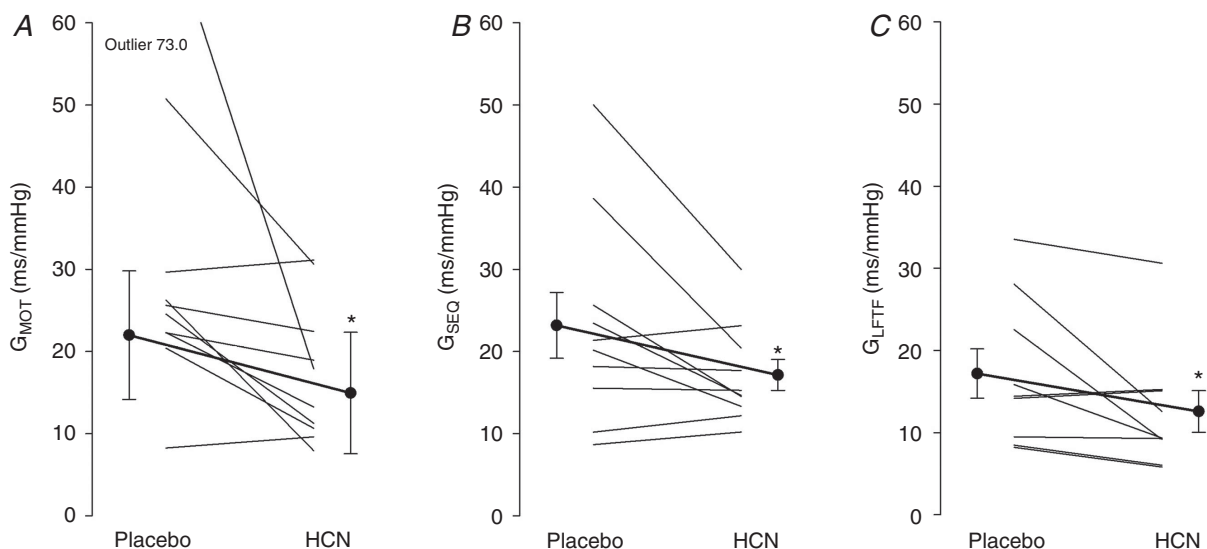 A
60
Outlier 73.0
50
40
30
20
10
0
G_MOT (ms/mmHg)
*
Placebo
HCN
B
60
50
40
30
20
10
0
G_SEQ (ms/mmHg)
*
Placebo
HCN
C
60
50
40
30
20
10
0
G_LFTF (ms/mmHg)
*
Placebo
HCN